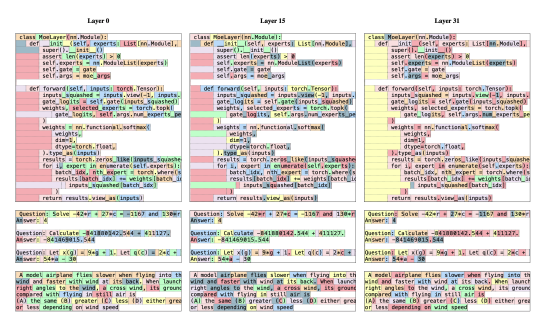 Layer 0
class MoeLayer(nn.Module):
def __init__(self, experts: List[nn.Module],
super().__init__()
assert len(experts) > 0
self.experts = nn.ModuleList(experts)
self.gate = gate
self.args = moe_args
def forward(self, inputs: torch.Tensor):
inputs_squashed = inputs.view(-1, inputs.
gate_logits = self.gate(inputs_squashed)
weights, selected_experts = torch.topk(
gate_logits, self.args.num_experts_pe
)
weights = nn.functional.softmax(
weights,
dim=1,
dtype=torch.float,
).type_as(inputs)
results = torch.zeros_like(inputs_squashe
for i, expert in enumerate(self.experts):
batch_idx, nth_expert = torch.where(s
results[batch_idx] += weights[batch_i
inputs_squashed[batch_idx]
)
return results.view_as(inputs)
Question: Solve -42*r + 27*c = -1167 and 130*r
Answer: 4
Question: Calculate -841880142.544 + 411127.
Answer: -841469015.544
Question: Let x(g) = 9*g + 1. Let q(c) = 2*c +
Answer: 54*a - 30
A model airplane flies slower when flying into th
wind and faster with wind at its back. When launch
right angles to the wind, a cross wind, its groun
compared with flying in still air is
(A) the same (B) greater (C) less (D) either grea
or less depending on wind speed
Layer 15
class MoeLayer(nn.Module):
def __init__(self, experts: List[nn.Module],
super().__init__()
assert len(experts) > 0
self.experts = nn.ModuleList(experts)
self.gate = gate
self.args = moe_args
def forward(self, inputs: torch.Tensor):
inputs_squashed = inputs.view(-1, inputs.
gate_logits = self.gate(inputs_squashed)
weights, selected_experts = torch.topk(
gate_logits, self.args.num_experts_pe
)
weights = nn.functional.softmax(
weights,
dim=1,
dtype=torch.float,
).type_as(inputs)
results = torch.zeros_like(inputs_squashe
for i, expert in enumerate(self.experts):
batch_idx, nth_expert = torch.where(s
results[batch_idx] += weights[batch_i
inputs_squashed[batch_idx]
)
return results.view_as(inputs)
Question: Solve -42*r + 27*c = -1167 and 130*r
Answer: 4
Question: Calculate -841880142.544 + 411127.
Answer: -841469015.544
Question: Let x(g) = 9*g + 1. Let q(c) = 2*c +
Answer: 54*a - 30
A model airplane flies slower when flying into th
wind and faster with wind at its back. When launch
right angles to the wind, a cross wind, its groun
compared with flying in still air is
(A) the same (B) greater (C) less (D) either grea
or less depending on wind speed
Layer 31
class MoeLayer(nn.Module):
def __init__(self, experts: List[nn.Module],
super().__init__()
assert len(experts) > 0
self.experts = nn.ModuleList(experts)
self.gate = gate
self.args = moe_args
def forward(self, inputs: torch.Tensor):
inputs_squashed = inputs.view(-1, inputs.
gate_logits = self.gate(inputs_squashed)
weights, selected_experts = torch.topk(
gate_logits, self.args.num_experts_pe
)
weights = nn.functional.softmax(
weights,
dim=1,
dtype=torch.float,
).type_as(inputs)
results = torch.zeros_like(inputs_squashe
for i, expert in enumerate(self.experts):
batch_idx, nth_expert = torch.where(s
results[batch_idx] += weights[batch_i
inputs_squashed[batch_idx]
)
return results.view_as(inputs)
Question: Solve -42*r + 27*c = -1167 and 130*r
Answer: 4
Question: Calculate -841880142.544 + 411127.
Answer: -841469015.544
Question: Let x(g) = 9*g + 1. Let q(c) = 2*c +
Answer: 54*a - 30
A model airplane flies slower when flying into th
wind and faster with wind at its back. When launch
right angles to the wind, a cross wind, its groun
compared with flying in still air is
(A) the same (B) greater (C) less (D) either grea
or less depending on wind speed